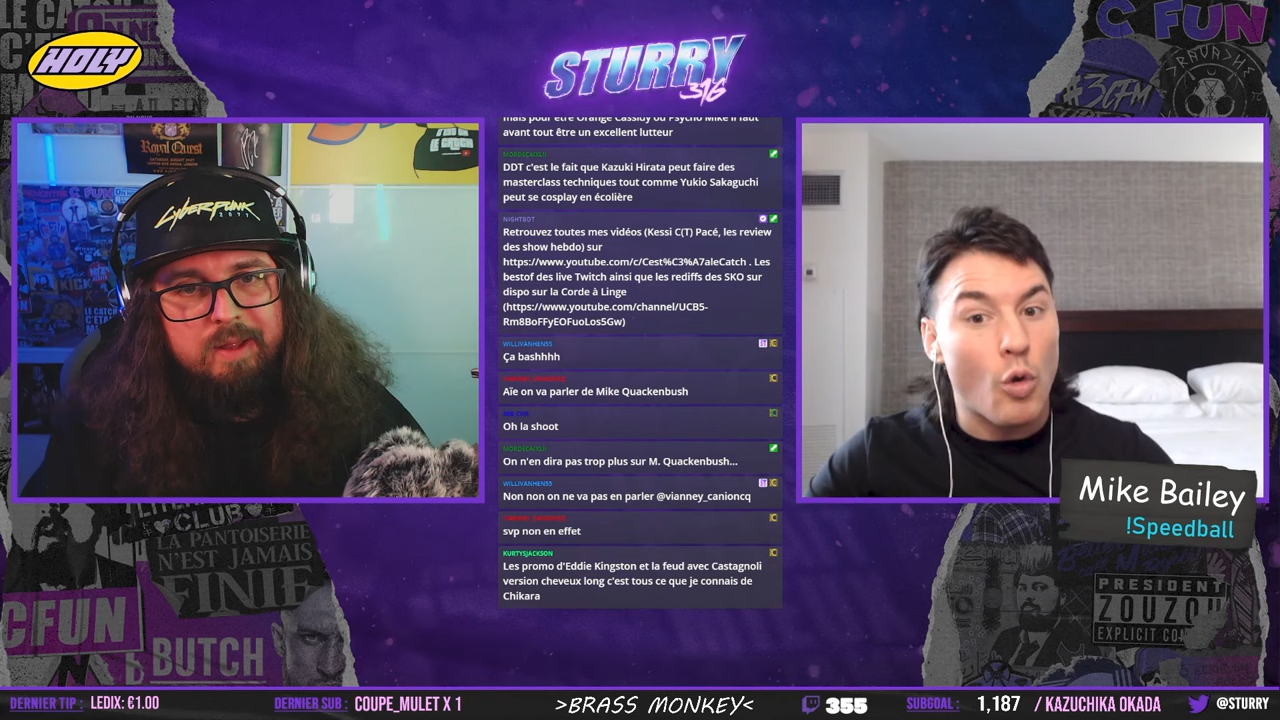 HOLY
STURRY
316
C FUN
#3CFM
Royal Quest
CYBERPUNK
2077
mais pour être Orange Cassidy ou Psycho Mike il faut
avant tout être un excellent lutteur
DDT c'est le fait que Kazuki Hirata peut faire des
masterclass techniques tout comme Yukio Sakaguchi
peut se cosplay en écolière
NIGHTBOT
Retrouvez toutes mes vidéos (Kessi C(T) Pacé, les review
des show hebdo) sur
https://www.youtube.com/c/Cest%C3%A7aleCatch . Les
bestof des live Twitch ainsi que les rediffs des SKO sur
dispo sur la Corde à Linge
(https://www.youtube.com/channel/UCB5-
Rm8BoFFyEOFuoLos5Gw)
WILLIVANHEN55
Ça bashhhh
Aïe on va parler de Mike Quackenbush
Oh la shoot
On n'en dira pas trop plus sur M. Quackenbush...
WILLIVANHEN55
Non non on ne va pas en parler @vianney_canioncq
svp non en effet
KURTYSJACKSON
Les promo d'Eddie Kingston et la feud avec Castagnoli
version cheveux long c'est tous ce que je connais de
Chikara
Mike Bailey
!Speedball
CLUB
LA PANTOISERIE
N'EST JAMAIS
FINIE
C FUN
BUTCH
PRESIDENT
ZOUZOU
EXPLICIT
DERNIER TIP : LEDIX: €1.00
DERNIER SUB : COUPE_MULET X 1
>BRASS MONKEY<
355
SUBGOAL : 1,187 / KAZUCHIKA OKADA
@STURRY